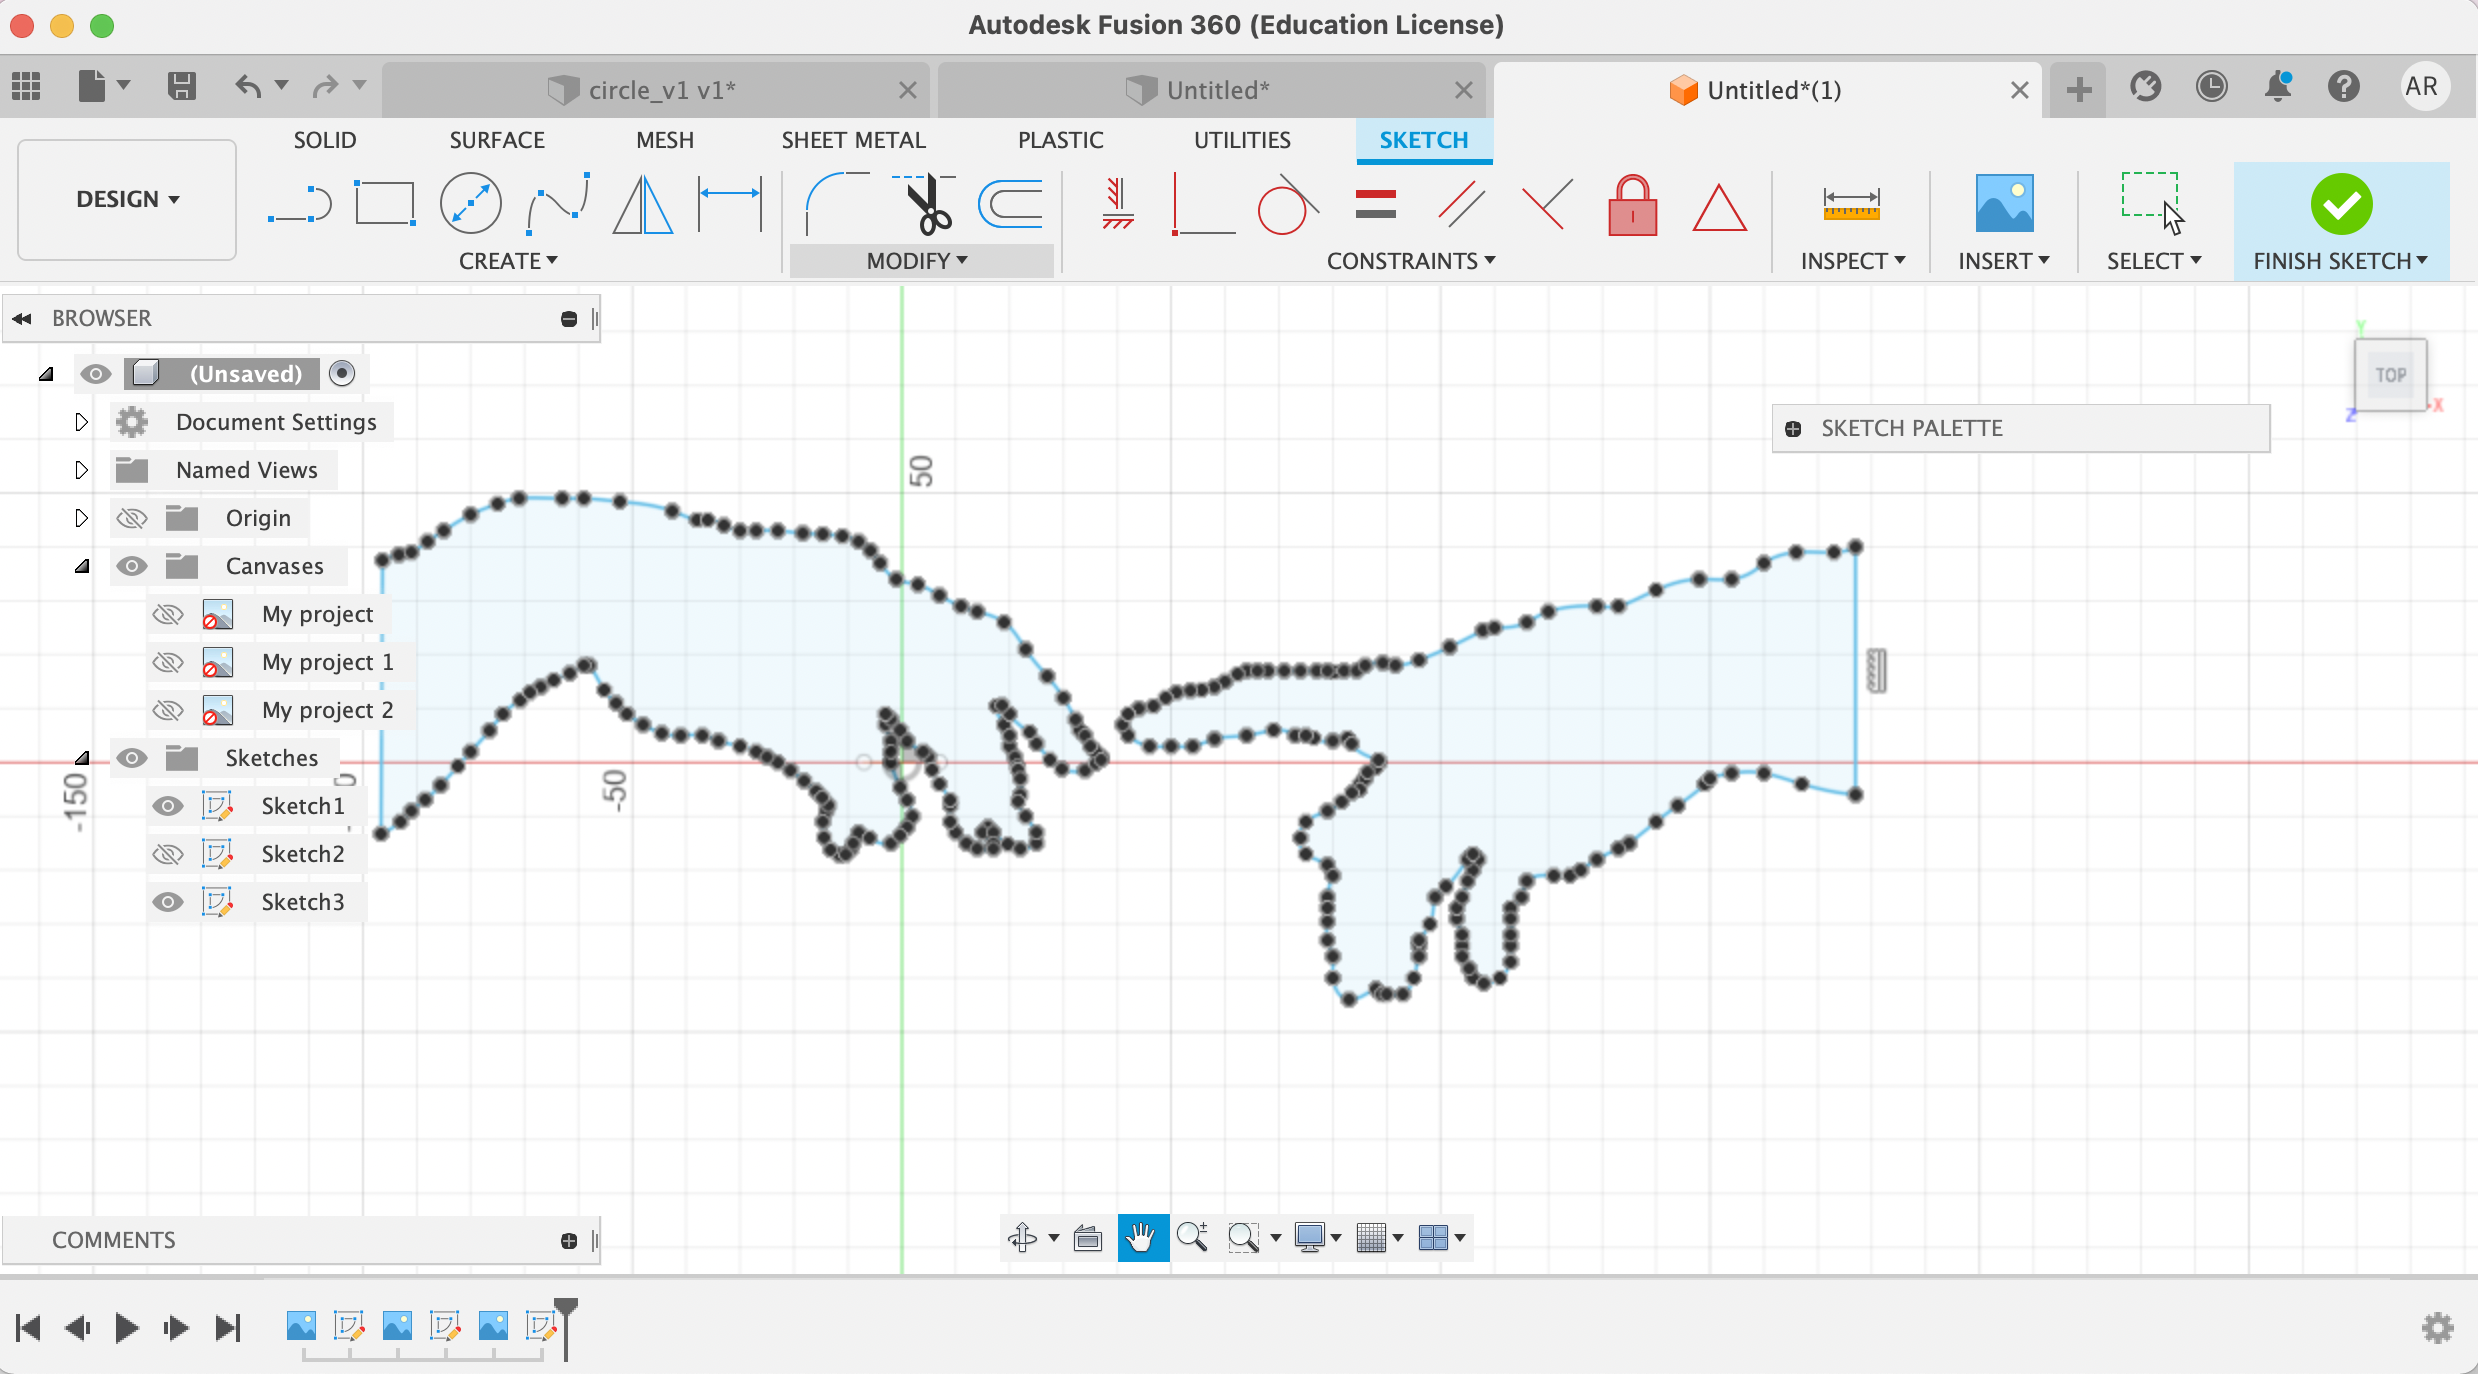 Autodesk Fusion 360 (Education License)
circle_v1 v1*
Untitled*
Untitled*(1)
AR
DESIGN
SOLID
SURFACE
MESH
SHEET METAL
PLASTIC
UTILITIES
SKETCH
CREATE
MODIFY
CONSTRAINTS
INSPECT
INSERT
SELECT
FINISH SKETCH
BROWSER
(Unsaved)
Document Settings
Named Views
Origin
Canvases
My project
My project 1
My project 2
Sketches
Sketch1
Sketch2
Sketch3
50
-50
-150
0
Y
TOP
Z
X
SKETCH PALETTE
COMMENTS